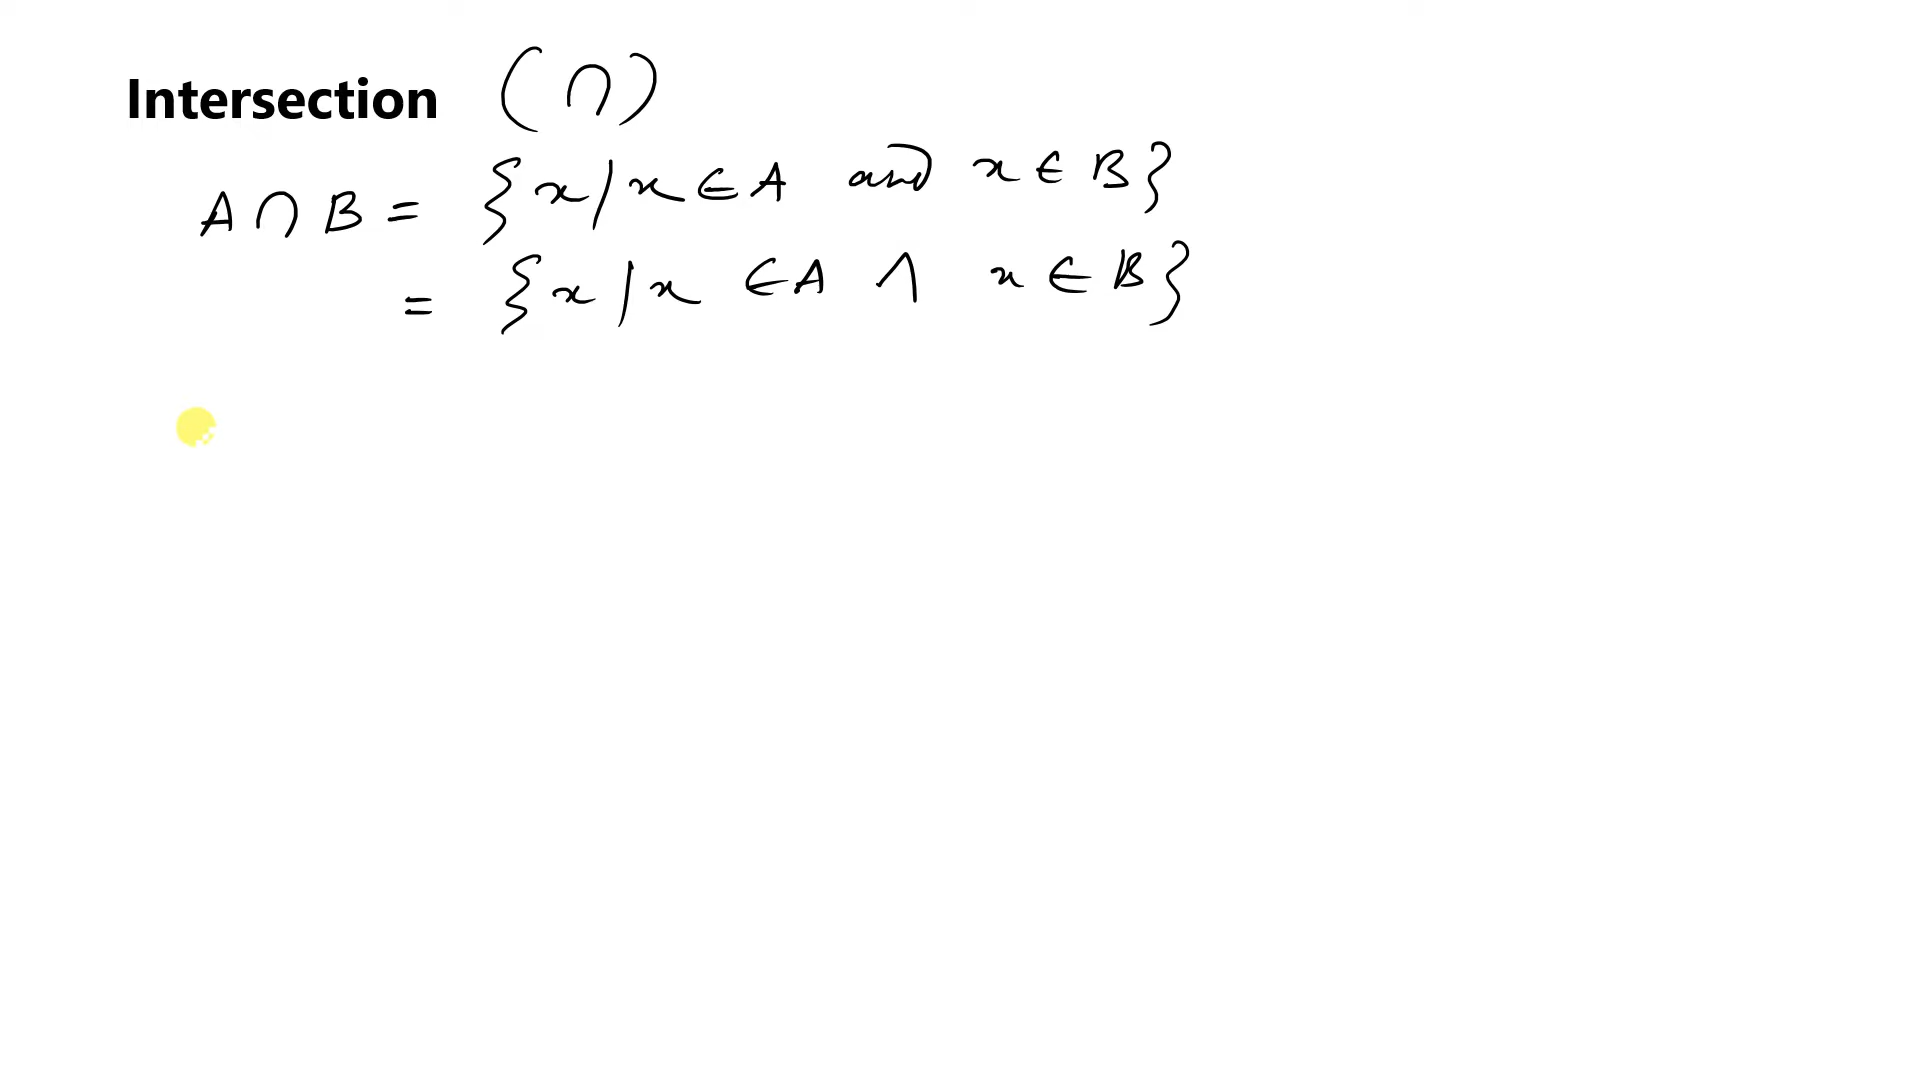 Intersection (∩)
A ∩ B = {x / x ∈ A and x ∈ B}
= {x / x ∈ A ∧ x ∈ B}